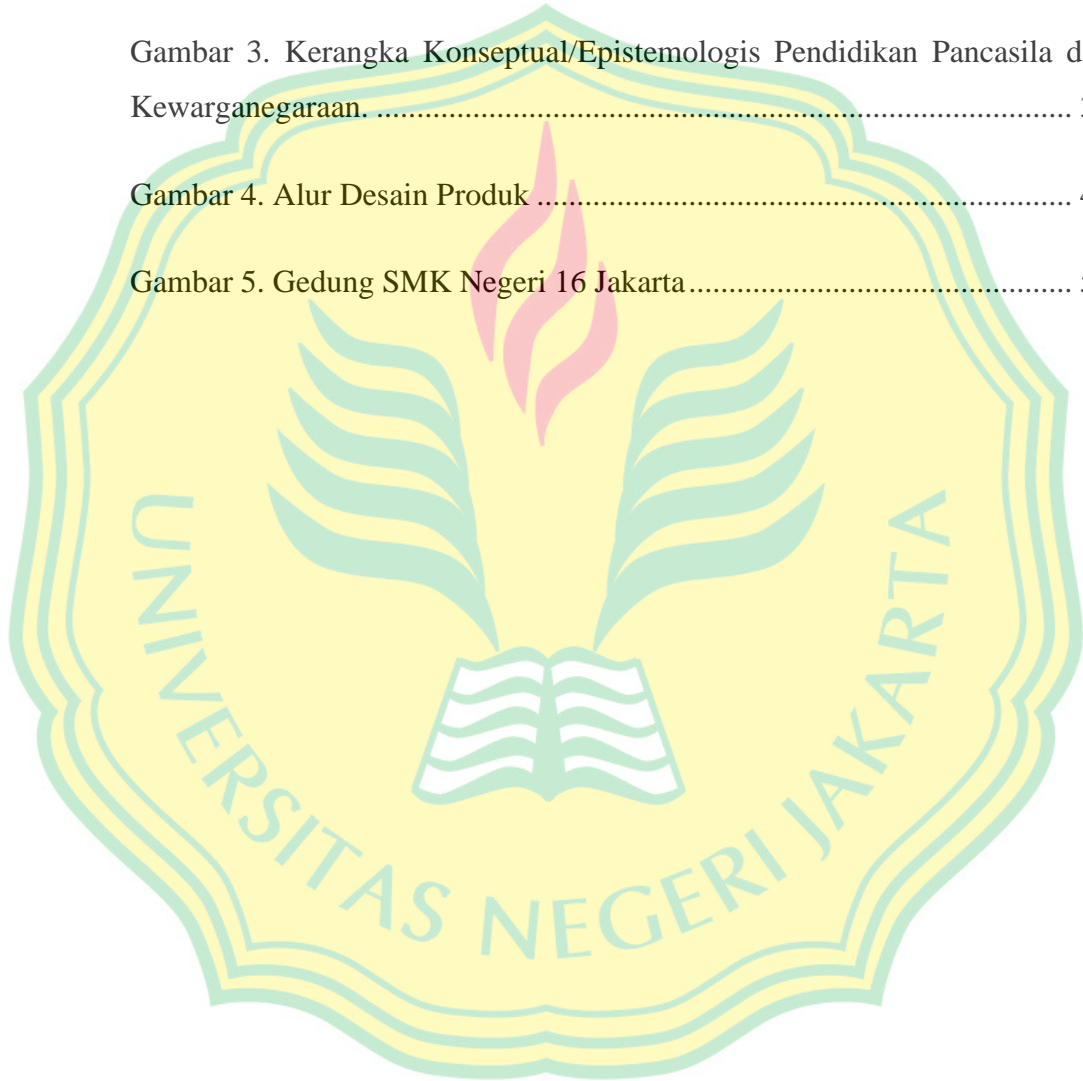 Gambar 3. Kerangka Konseptual/Epistemologis Pendidikan Pancasila d
Kewarganegaraan. ................................................................................
Gambar 4. Alur Desain Produk ................................................................
Gambar 5. Gedung SMK Negeri 16 Jakarta .............................................
UNIVERSITAS NEGERI JAKARTA